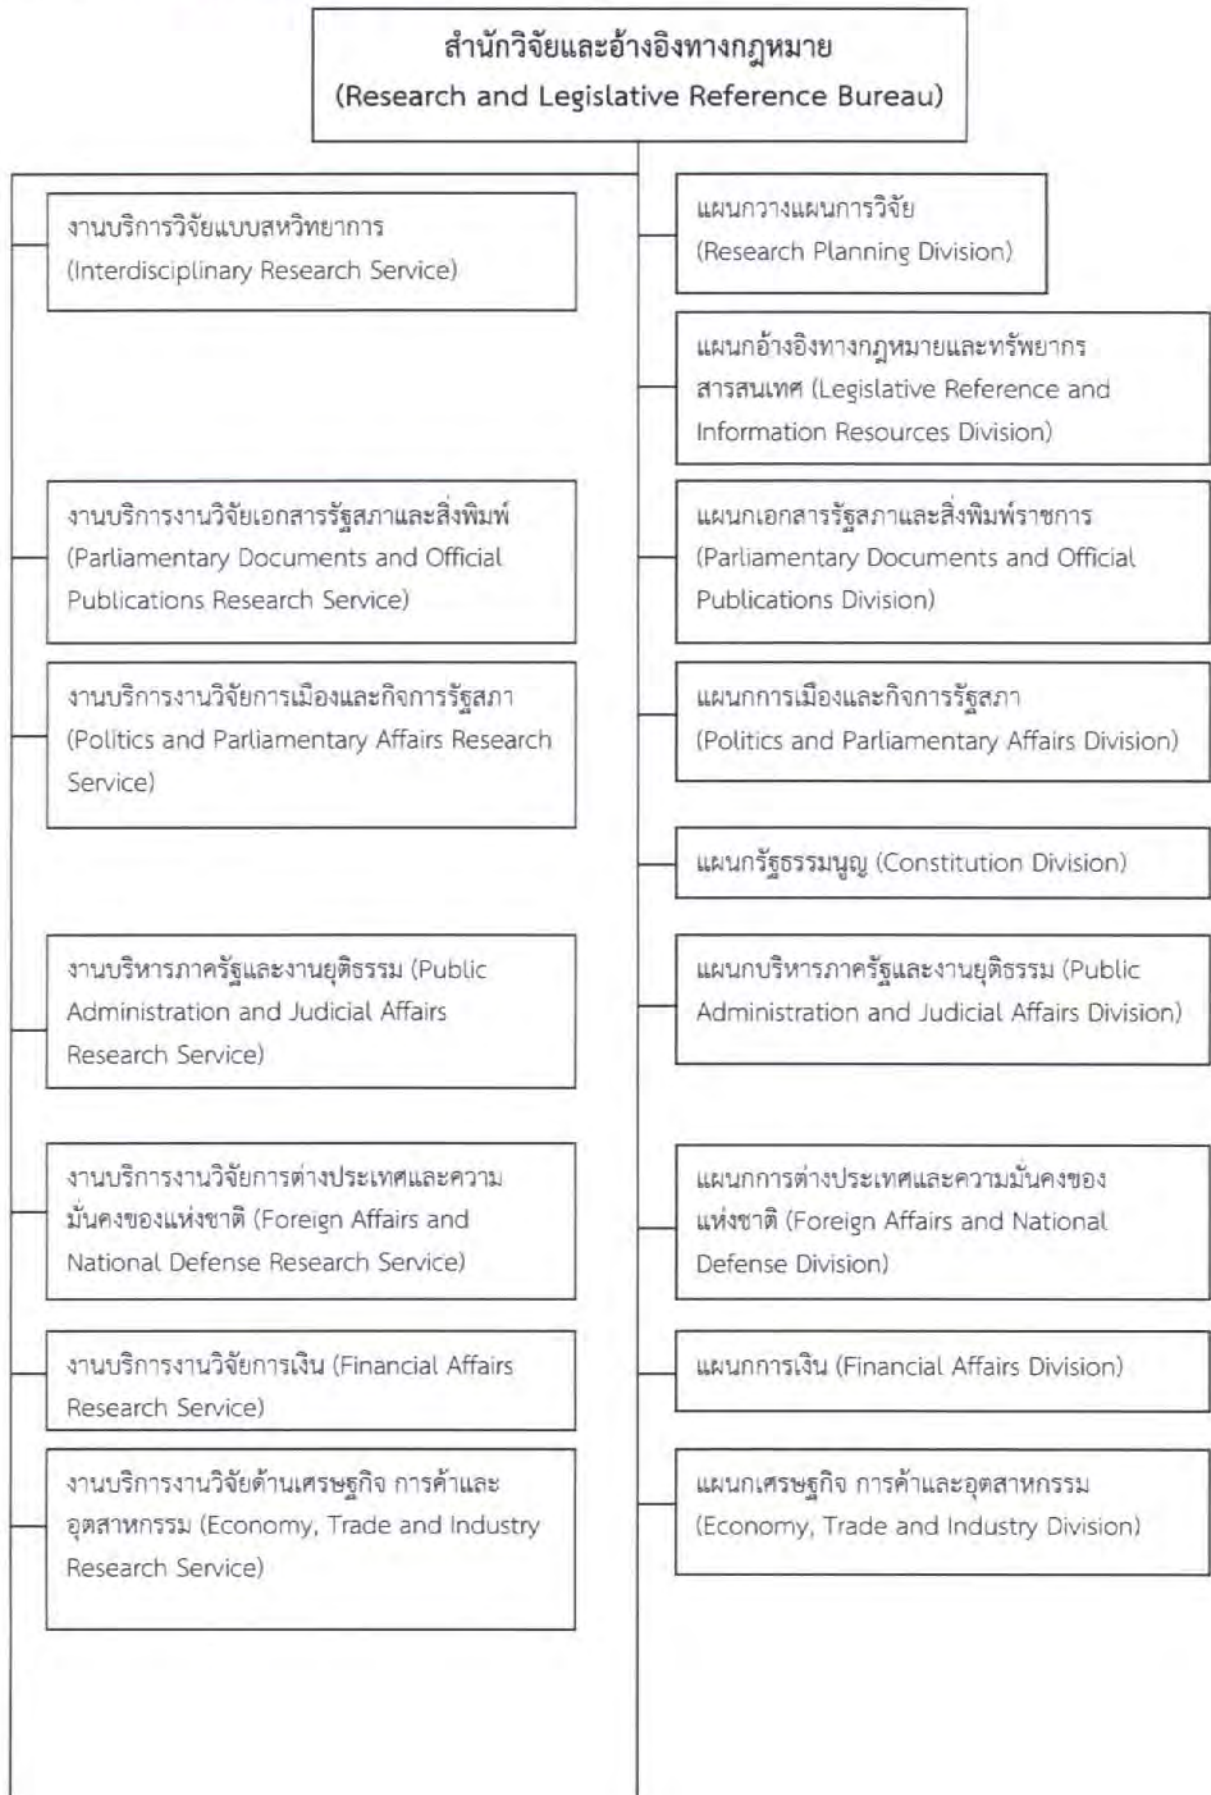 สำนักวิจัยและอ้างอิงทางกฎหมาย
(Research and Legislative Reference Bureau)
งานบริการวิจัยแบบสหวิทยาการ
(Interdisciplinary Research Service)
แผนกวางแผนการวิจัย
(Research Planning Division)
แผนกอ้างอิงทางกฎหมายและทรัพยากร
สารสนเทศ (Legislative Reference and
Information Resources Division)
งานบริการงานวิจัยเอกสารรัฐสภาและสิ่งพิมพ์
(Parliamentary Documents and Official
Publications Research Service)
แผนกเอกสารรัฐสภาและสิ่งพิมพ์ราชการ
(Parliamentary Documents and Official
Publications Division)
งานบริการงานวิจัยการเมืองและกิจการรัฐสภา
(Politics and Parliamentary Affairs Research
Service)
แผนกการเมืองและกิจการรัฐสภา
(Politics and Parliamentary Affairs Division)
แผนกรัฐธรรมนูญ (Constitution Division)
งานบริหารภาครัฐและงานยุติธรรม (Public
Administration and Judicial Affairs
Research Service)
แผนกบริหารภาครัฐและงานยุติธรรม (Public
Administration and Judicial Affairs Division)
งานบริการงานวิจัยการต่างประเทศและความ
มั่นคงของแห่งชาติ (Foreign Affairs and
National Defense Research Service)
แผนกการต่างประเทศและความมั่นคงของ
แห่งชาติ (Foreign Affairs and National
Defense Division)
งานบริการงานวิจัยการเงิน (Financial Affairs
Research Service)
แผนกการเงิน (Financial Affairs Division)
งานบริการงานวิจัยด้านเศรษฐกิจ การค้าและ
อุตสาหกรรม (Economy, Trade and Industry
Research Service)
แผนกเศรษฐกิจ การค้าและอุตสาหกรรม
(Economy, Trade and Industry Division)